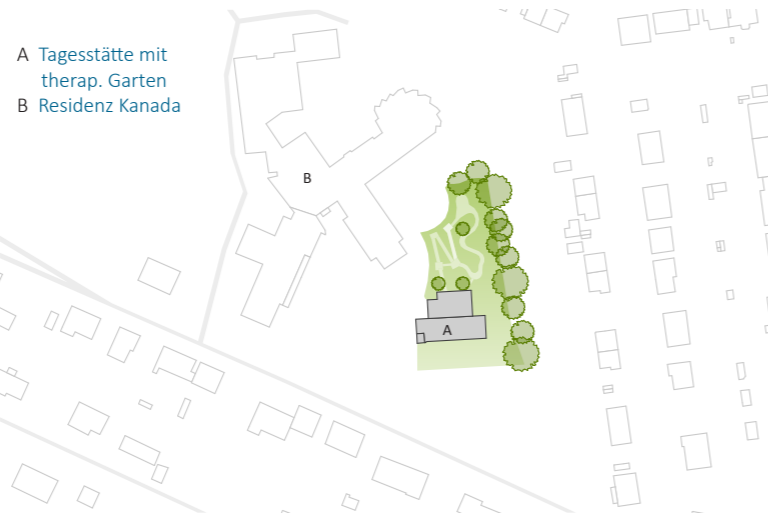 A Tagesstätte mit
therap. Garten
B Residenz Kanada
B
A